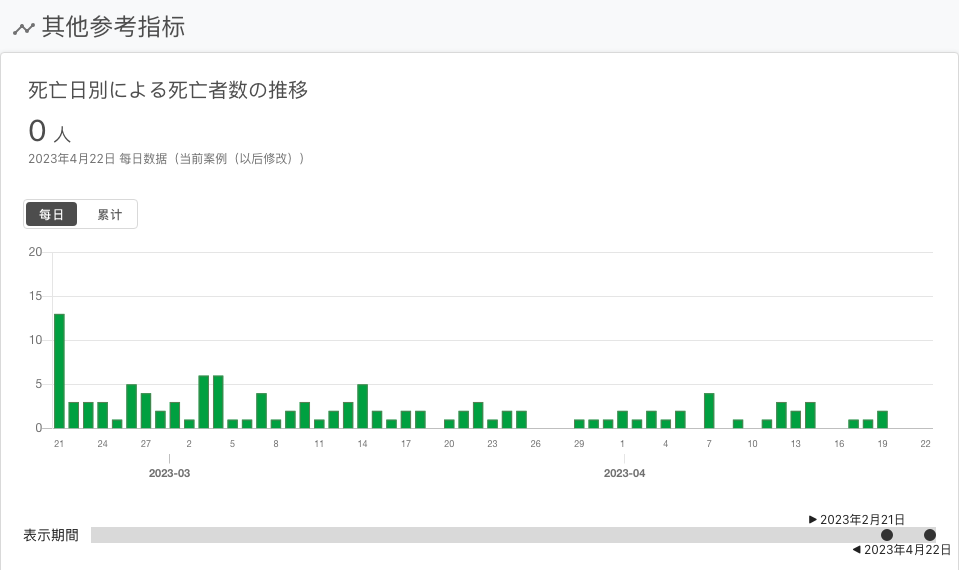 其他参考指标
死亡日別による死亡者数の推移
0 人
2023年4月22日 每日数据（当前案例（以后修改））
每日 累计
20
15
10
5
0
21 24 27 2 5 8 11 14 17 20 23 26 29 1 4 7 10 13 16 19 22
2023-03 2023-04
▶ 2023年2月21日
表示期間
◀ 2023年4月22日